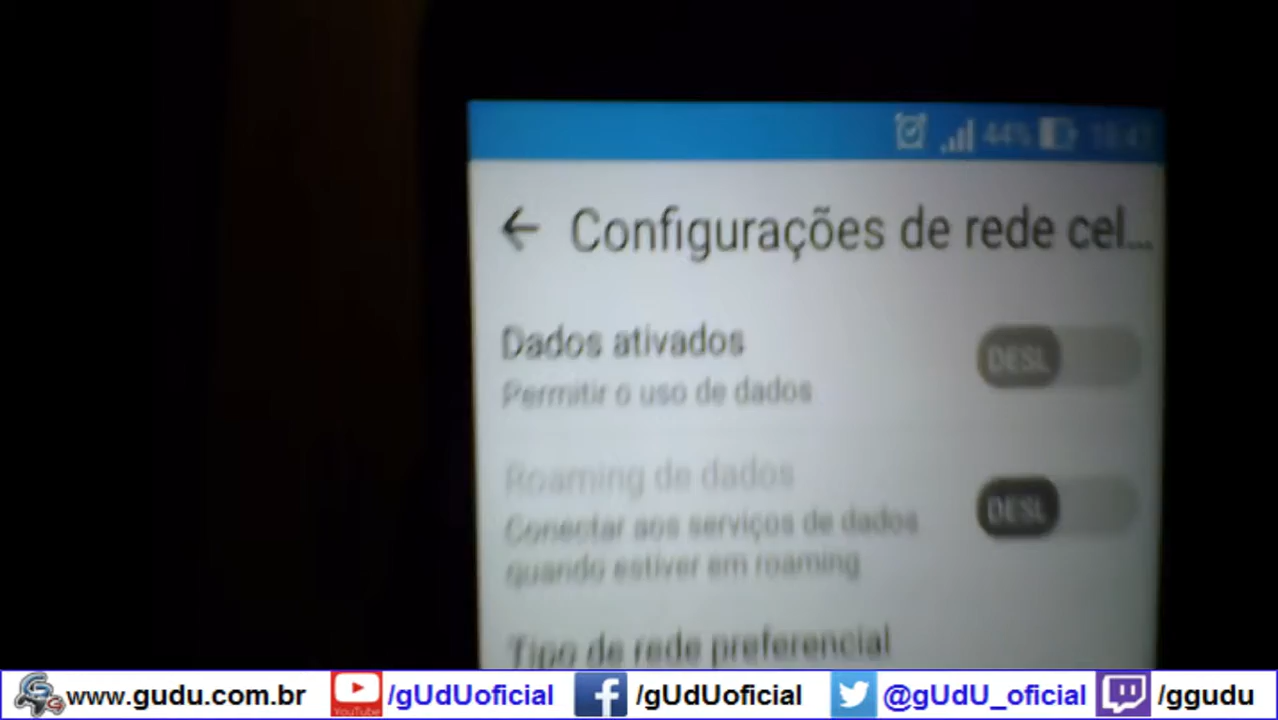 44%
Configurações de rede cel...
Dados ativados
DESL
Permitir o uso de dados
Roaming de dados
DESL
Conectar aos serviços de dados
quando estiver em roaming
Tipo de rede preferencial
www.gudu.com.br YouTube /gUdUoficial /gUdUoficial @gUdU_oficial /ggudu